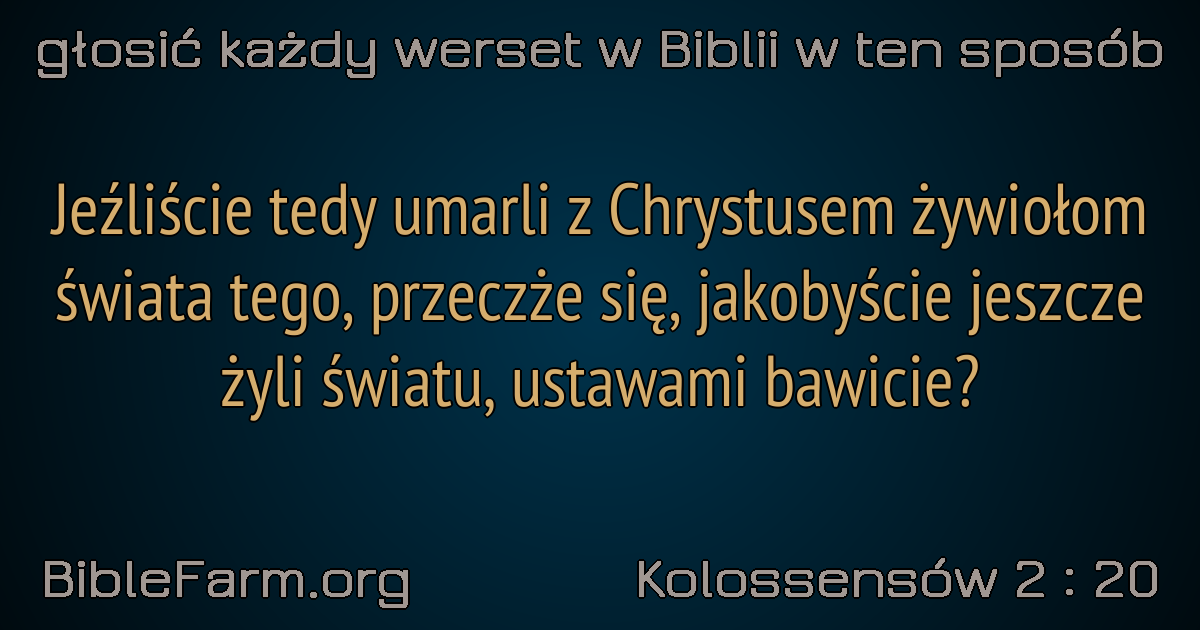 głosić każdy werset w Biblii w ten sposób
Jeźliście tedy umarli z Chrystusem żywiołom
świata tego, przeczże się, jakobyście jeszcze
żyli światu, ustawami bawicie?
BibleFarm.org
Kolossensów 2 : 20